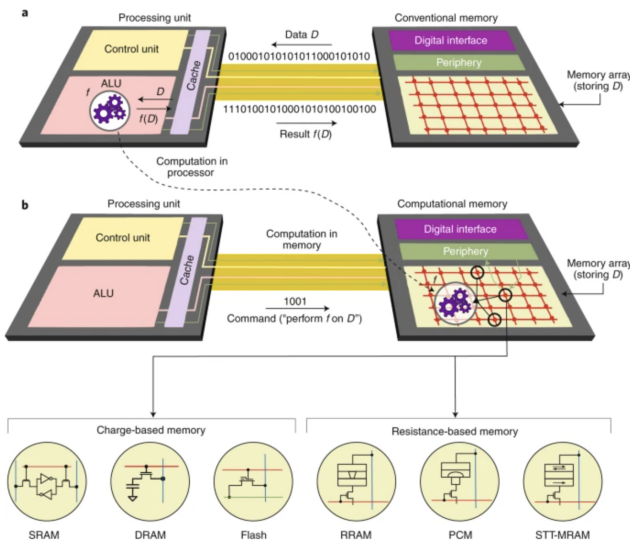 a
Processing unit
Conventional memory
Data D
Control unit
Cache
010001010101011000101010
Digital interface
Periphery
ALU
f
D
f(D)
Memory array
(storing D)
111010010100010101001 00100
Result f(D)
Computation in
processor
b
Processing unit
Computational memory
Control unit
Cache
Computation in
memory
Digital interface
Periphery
ALU
f
Memory array
(storing D)
1001
Command ("perform f on D")
Charge-based memory
Resistance-based memory
SRAM
DRAM
Flash
RRAM
PCM
STT-MRAM